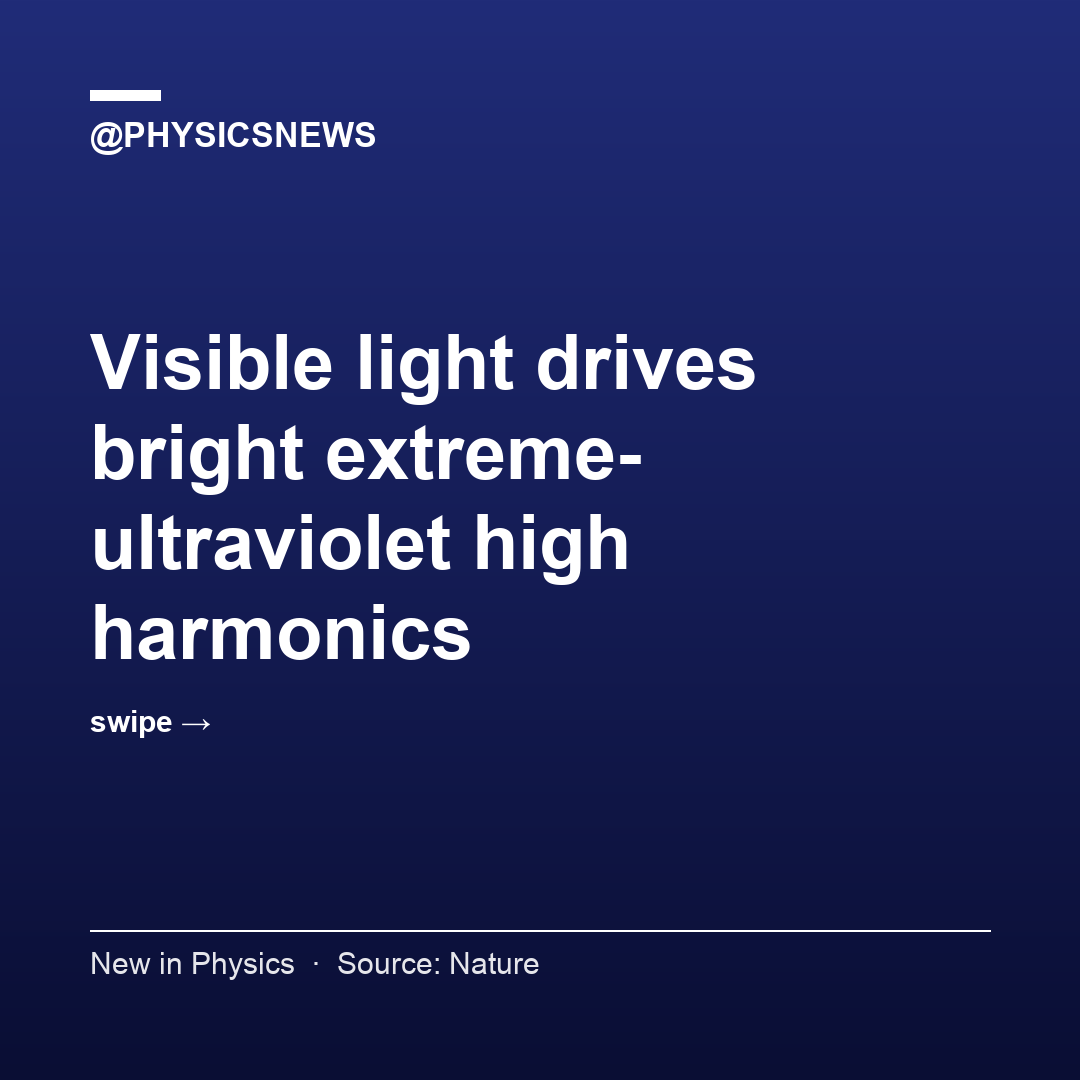 @PHYSICSNEWS
Visible light drives
bright extreme-
ultraviolet high
harmonics
swipe →
New in Physics · Source: Nature